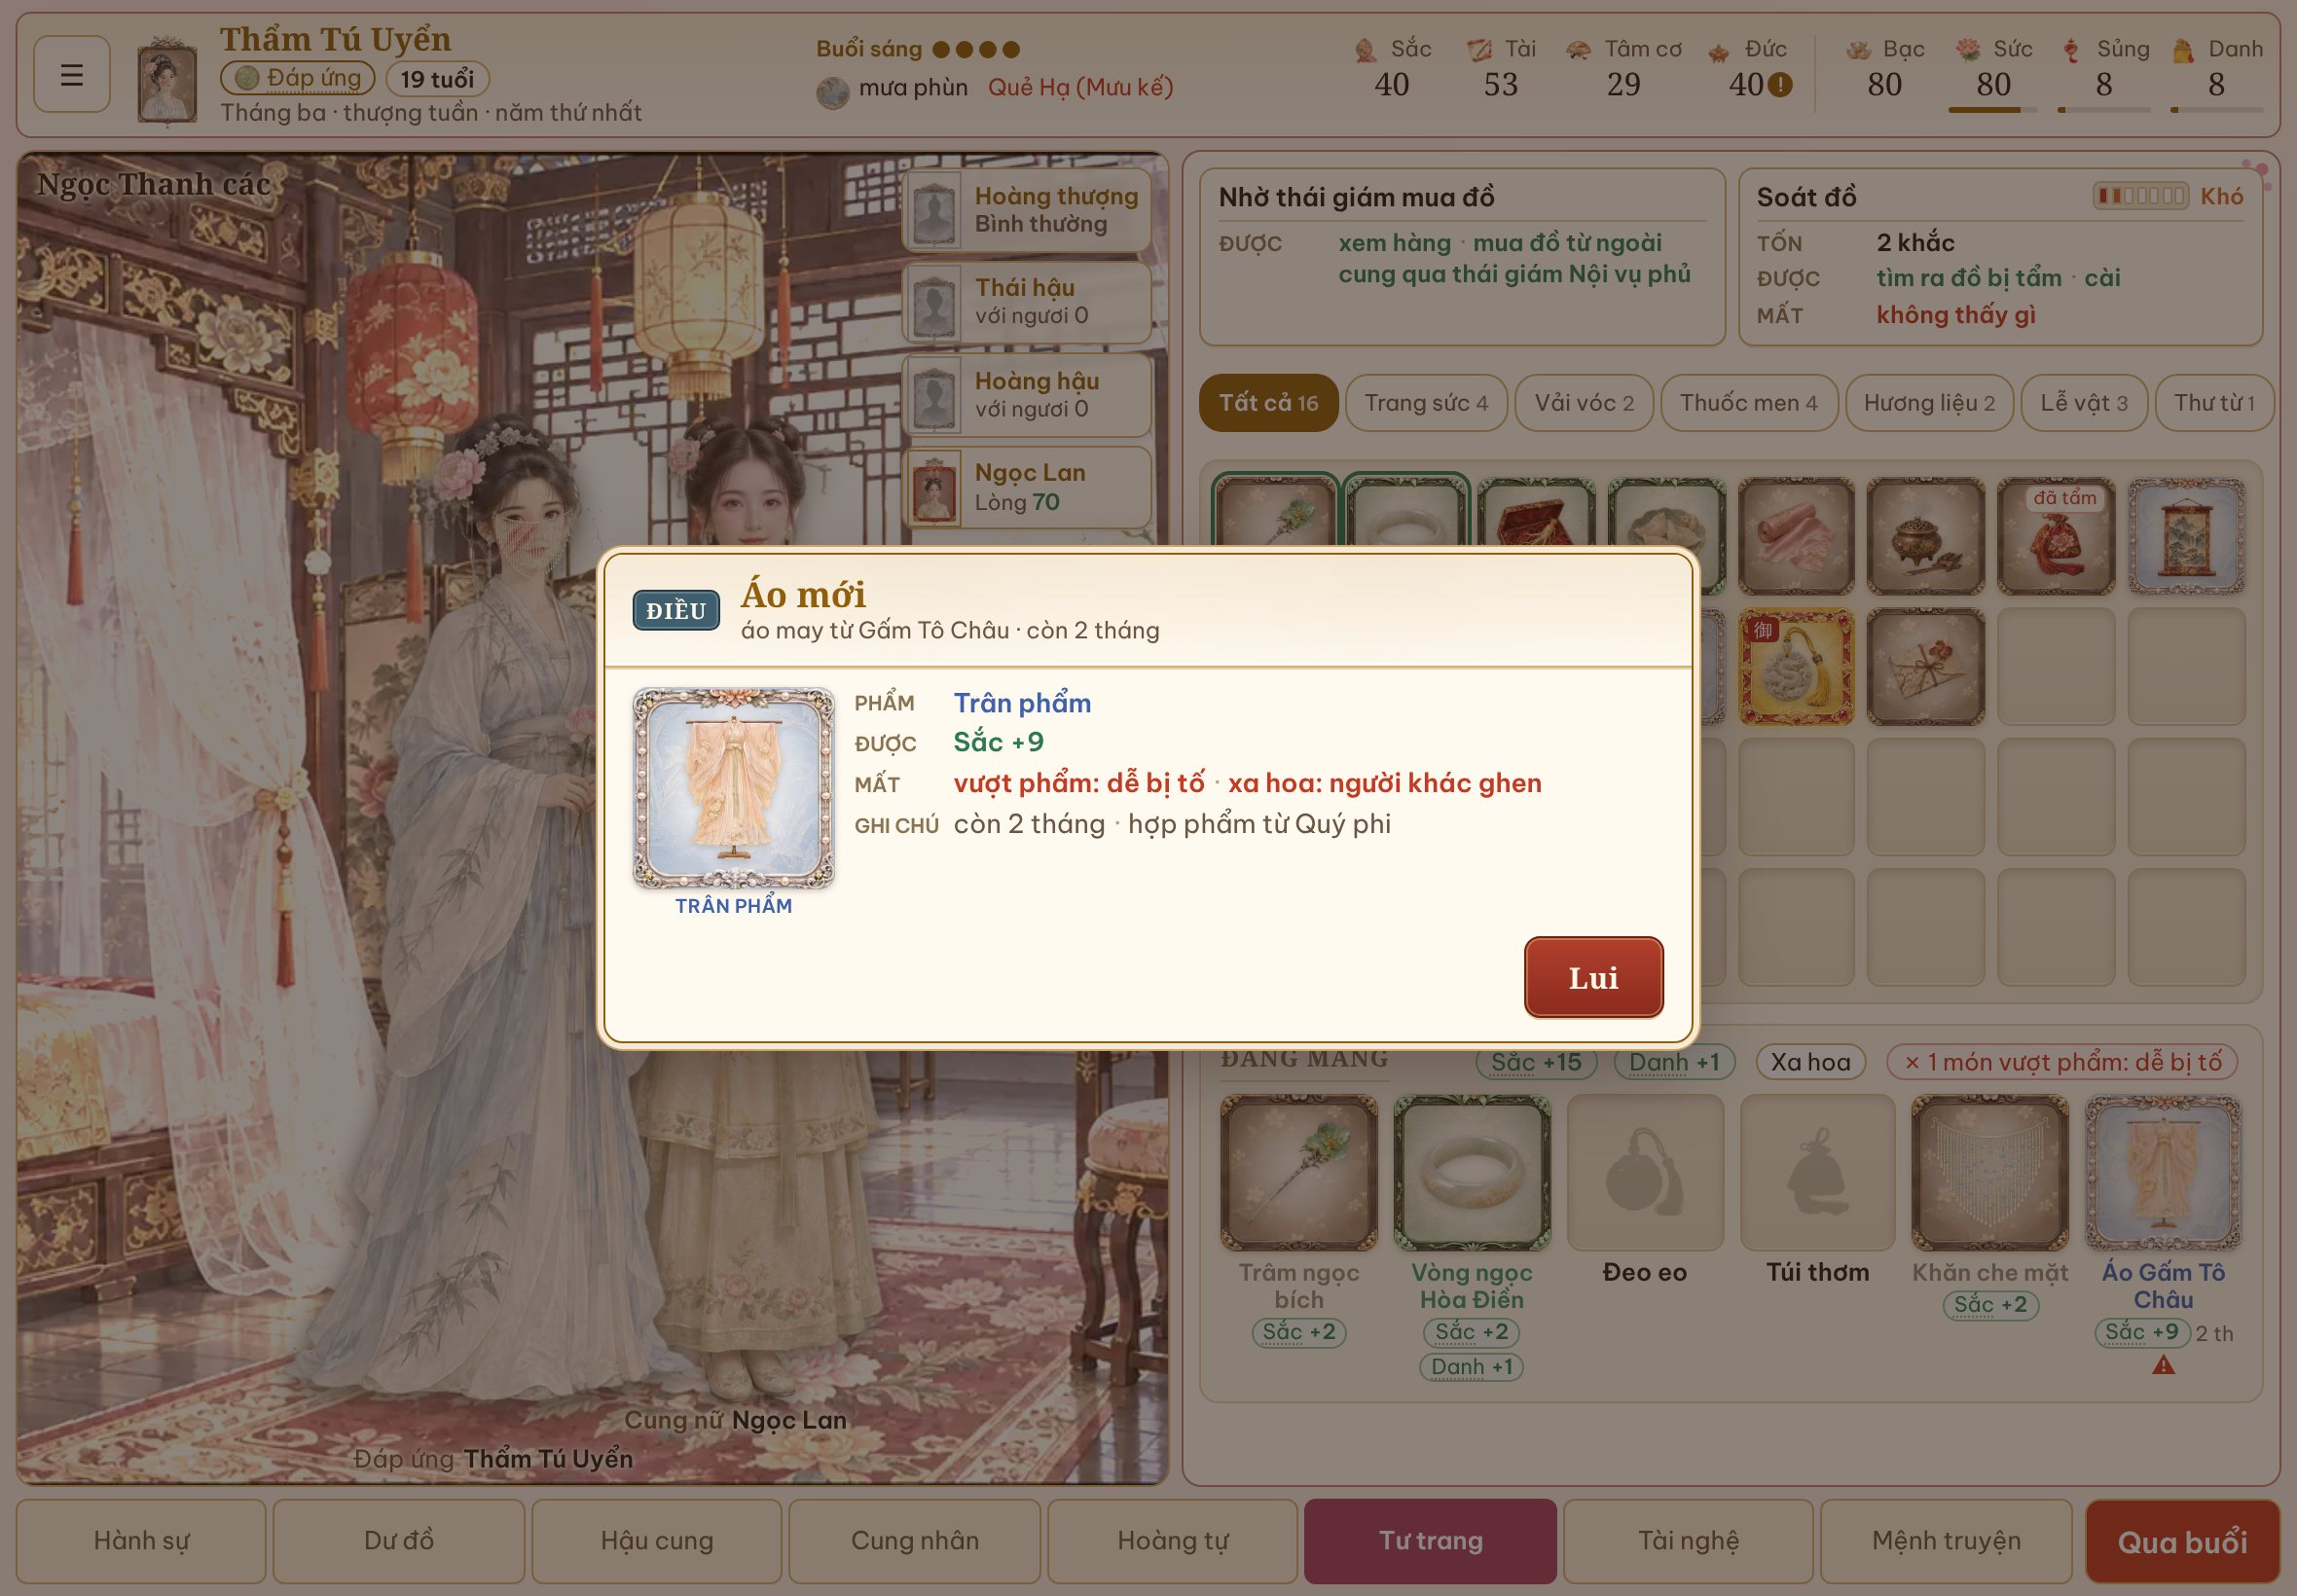 ☰
Thẩm Tú Uyển
Đáp ứng
19 tuổi
Tháng ba · thượng tuần · năm thứ nhất
Buổi sáng
mưa phùn
Quẻ Hạ (Mưu kế)
Sắc
40
Tài
53
Tâm cơ
29
Đức
40 !
Bạc
80
Sức
80
Sủng
8
Danh
8
Ngọc Thanh các
Hoàng thượng
Bình thường
Thái hậu
với ngươi 0
Hoàng hậu
với ngươi 0
Ngọc Lan
Lòng 70
Cung nữ Ngọc Lan
Đáp ứng Thẩm Tú Uyển
Nhờ thái giám mua đồ
ĐƯỢC xem hàng · mua đồ từ ngoài
cung qua thái giám Nội vụ phủ
Soát đồ
Khó
TỐN 2 khắc
ĐƯỢC tìm ra đồ bị tẩm · cài
MẤT không thấy gì
Tất cả 16
Trang sức 4
Vải vóc 2
Thuốc men 4
Hương liệu 2
Lễ vật 3
Thư từ 1
đã tẩm
御
ĐIỀU
Áo mới
áo may từ Gấm Tô Châu · còn 2 tháng
TRÂN PHẨM
PHẨM Trân phẩm
ĐƯỢC Sắc +9
MẤT vượt phẩm: dễ bị tố · xa hoa: người khác ghen
GHI CHÚ còn 2 tháng · hợp phẩm từ Quý phi
Lui
ĐANG MANG
Sắc +15
Danh +1
Xa hoa
× 1 món vượt phẩm: dễ bị tố
Trâm ngọc
bích
Sắc +2
Vòng ngọc
Hòa Điền
Sắc +2
Danh +1
Đeo eo
Túi thơm
Khăn che mặt
Sắc +2
Áo Gấm Tô
Châu
Sắc +9 2 th
Hành sự
Dư đồ
Hậu cung
Cung nhân
Hoàng tự
Tư trang
Tài nghệ
Mệnh truyện
Qua buổi